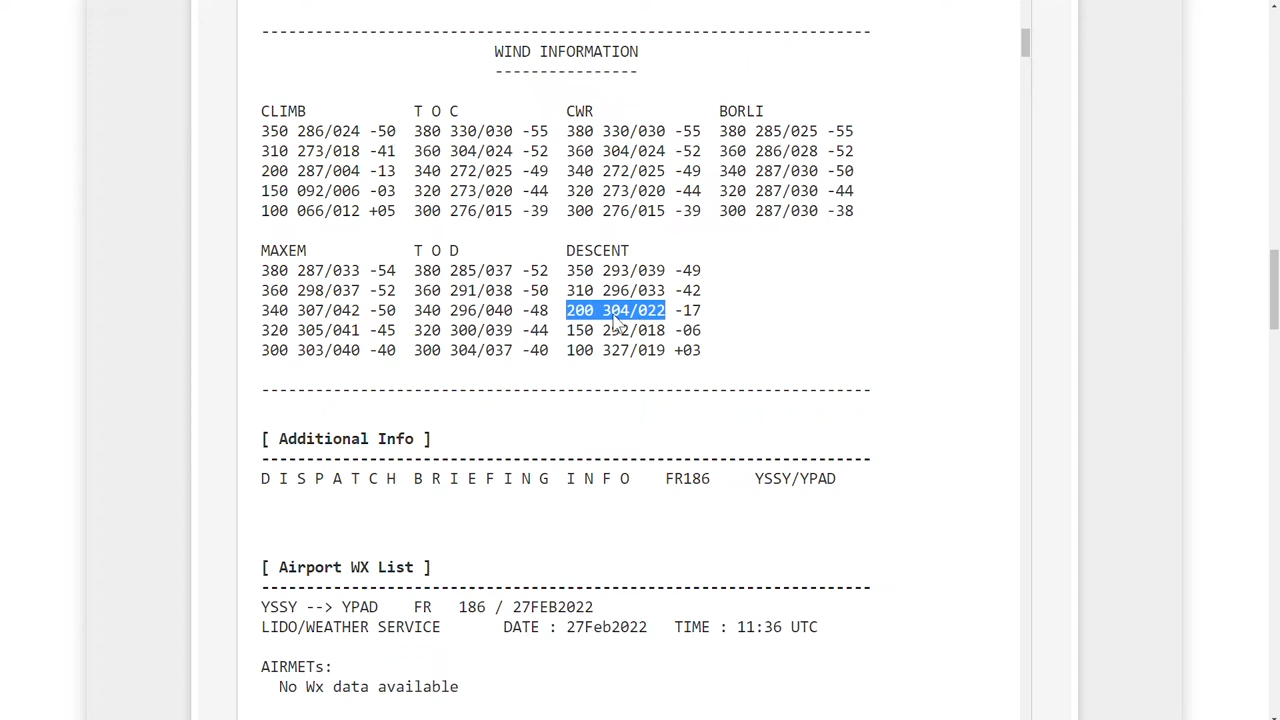 --------------------------------------------------------------------
WIND INFORMATION
----------------
CLIMB            T O C            CWR              BORLI
350 286/024 -50  380 330/030 -55  380 330/030 -55  380 285/025 -55
310 273/018 -41  360 304/024 -52  360 304/024 -52  360 286/028 -52
200 287/004 -13  340 272/025 -49  340 272/025 -49  340 287/030 -50
150 092/006 -03  320 273/020 -44  320 273/020 -44  320 287/030 -44
100 066/012 +05  300 276/015 -39  300 276/015 -39  300 287/030 -38
MAXEM            T O D            DESCENT
380 287/033 -54  380 285/037 -52  350 293/039 -49
360 298/037 -52  360 291/038 -50  310 296/033 -42
340 307/042 -50  340 296/040 -48  200 304/022 -17
320 305/041 -45  320 300/039 -44  150 292/018 -06
300 303/040 -40  300 304/037 -40  100 327/019 +03
--------------------------------------------------------------------
[ Additional Info ]
--------------------------------------------------------------------
D I S P A T C H  B R I E F I N G  I N F O    FR186     YSSY/YPAD
[ Airport WX List ]
--------------------------------------------------------------------
YSSY --> YPAD    FR   186 / 27FEB2022
LIDO/WEATHER SERVICE       DATE : 27Feb2022   TIME : 11:36 UTC
AIRMETs:
No Wx data available